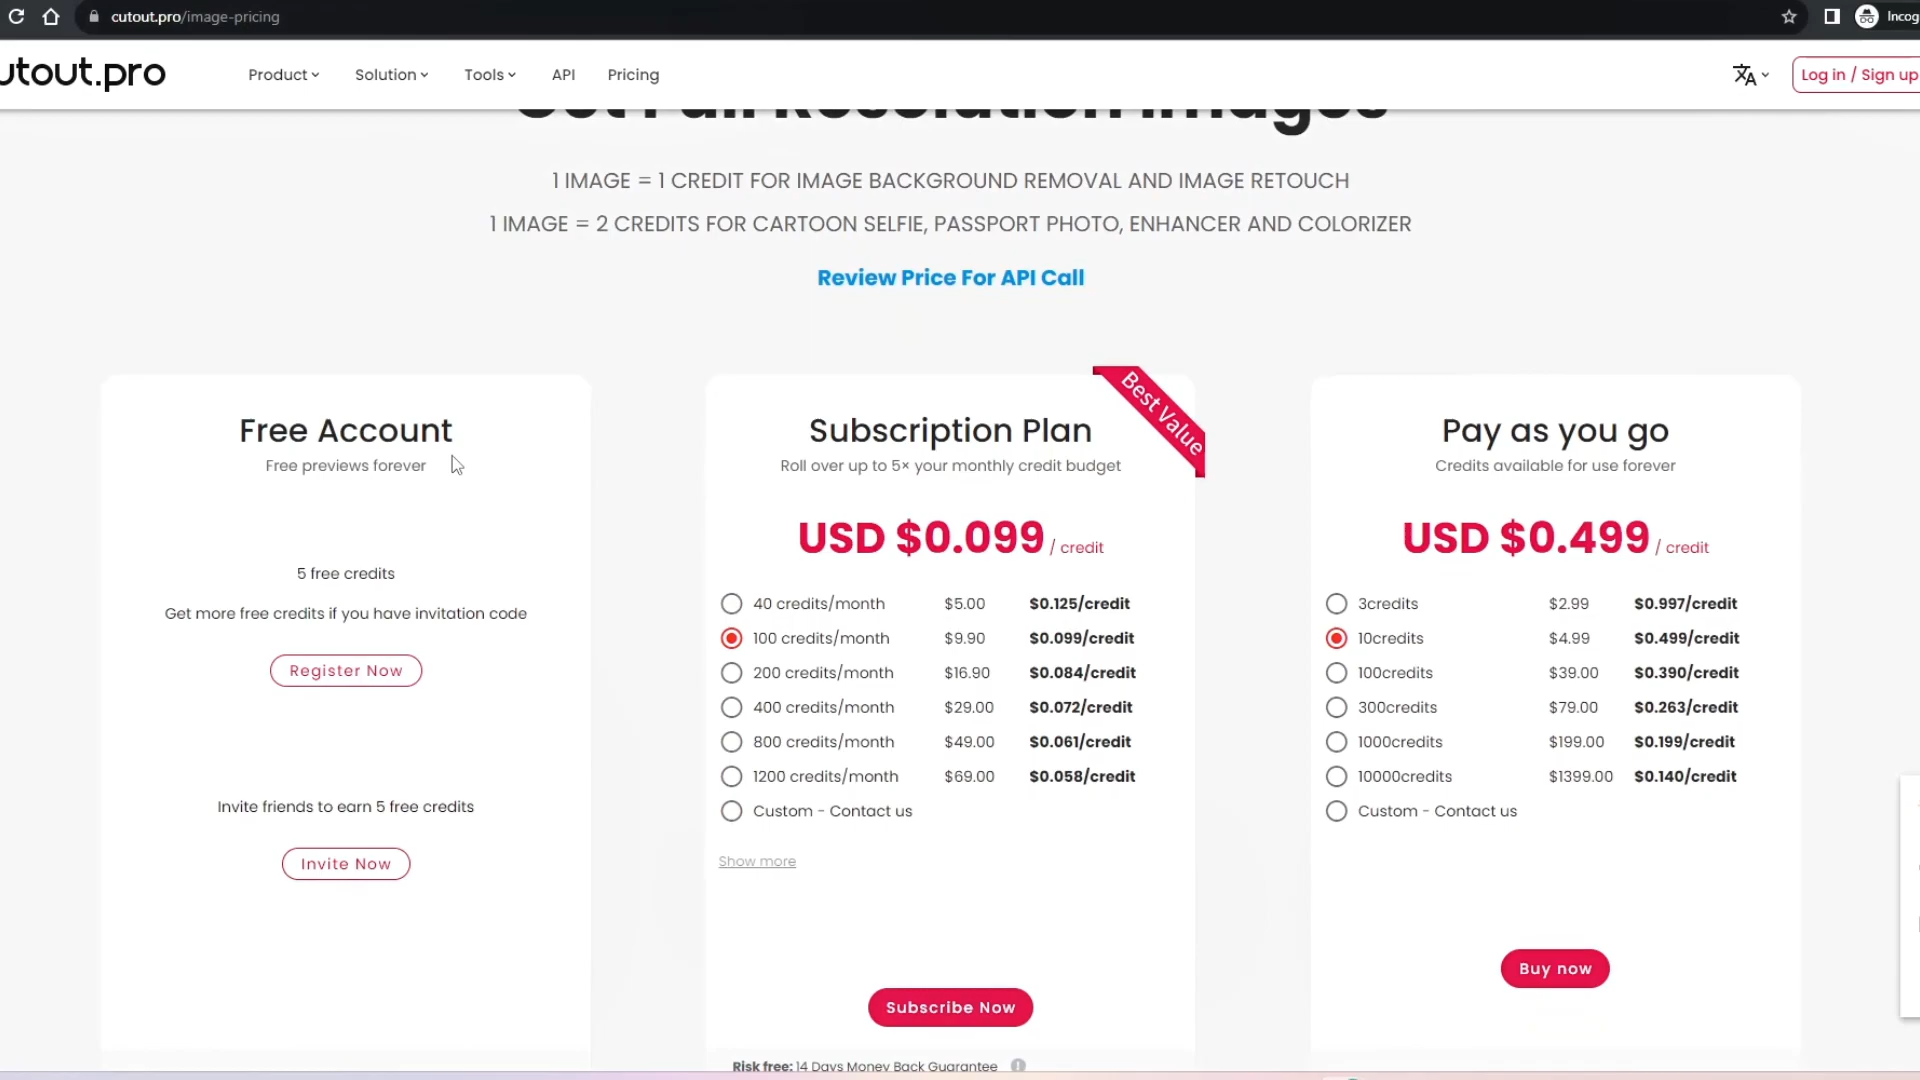 cutout.pro/image-pricing
Incog
utout.pro
Product
Solution
Tools
API
Pricing
Log in / Sign up
Get Full Resolution Images
1 IMAGE = 1 CREDIT FOR IMAGE BACKGROUND REMOVAL AND IMAGE RETOUCH
1 IMAGE = 2 CREDITS FOR CARTOON SELFIE, PASSPORT PHOTO, ENHANCER AND COLORIZER
Review Price For API Call
Free Account
Free previews forever
5 free credits
Get more free credits if you have invitation code
Register Now
Invite friends to earn 5 free credits
Invite Now
Best Value
Subscription Plan
Roll over up to 5× your monthly credit budget
USD $0.099 / credit
40 credits/month $5.00 $0.125/credit
100 credits/month $9.90 $0.099/credit
200 credits/month $16.90 $0.084/credit
400 credits/month $29.00 $0.072/credit
800 credits/month $49.00 $0.061/credit
1200 credits/month $69.00 $0.058/credit
Custom - Contact us
Show more
Subscribe Now
Risk free: 14 Days Money Back Guarantee
Pay as you go
Credits available for use forever
USD $0.499 / credit
3credits $2.99 $0.997/credit
10credits $4.99 $0.499/credit
100credits $39.00 $0.390/credit
300credits $79.00 $0.263/credit
1000credits $199.00 $0.199/credit
10000credits $1399.00 $0.140/credit
Custom - Contact us
Buy now